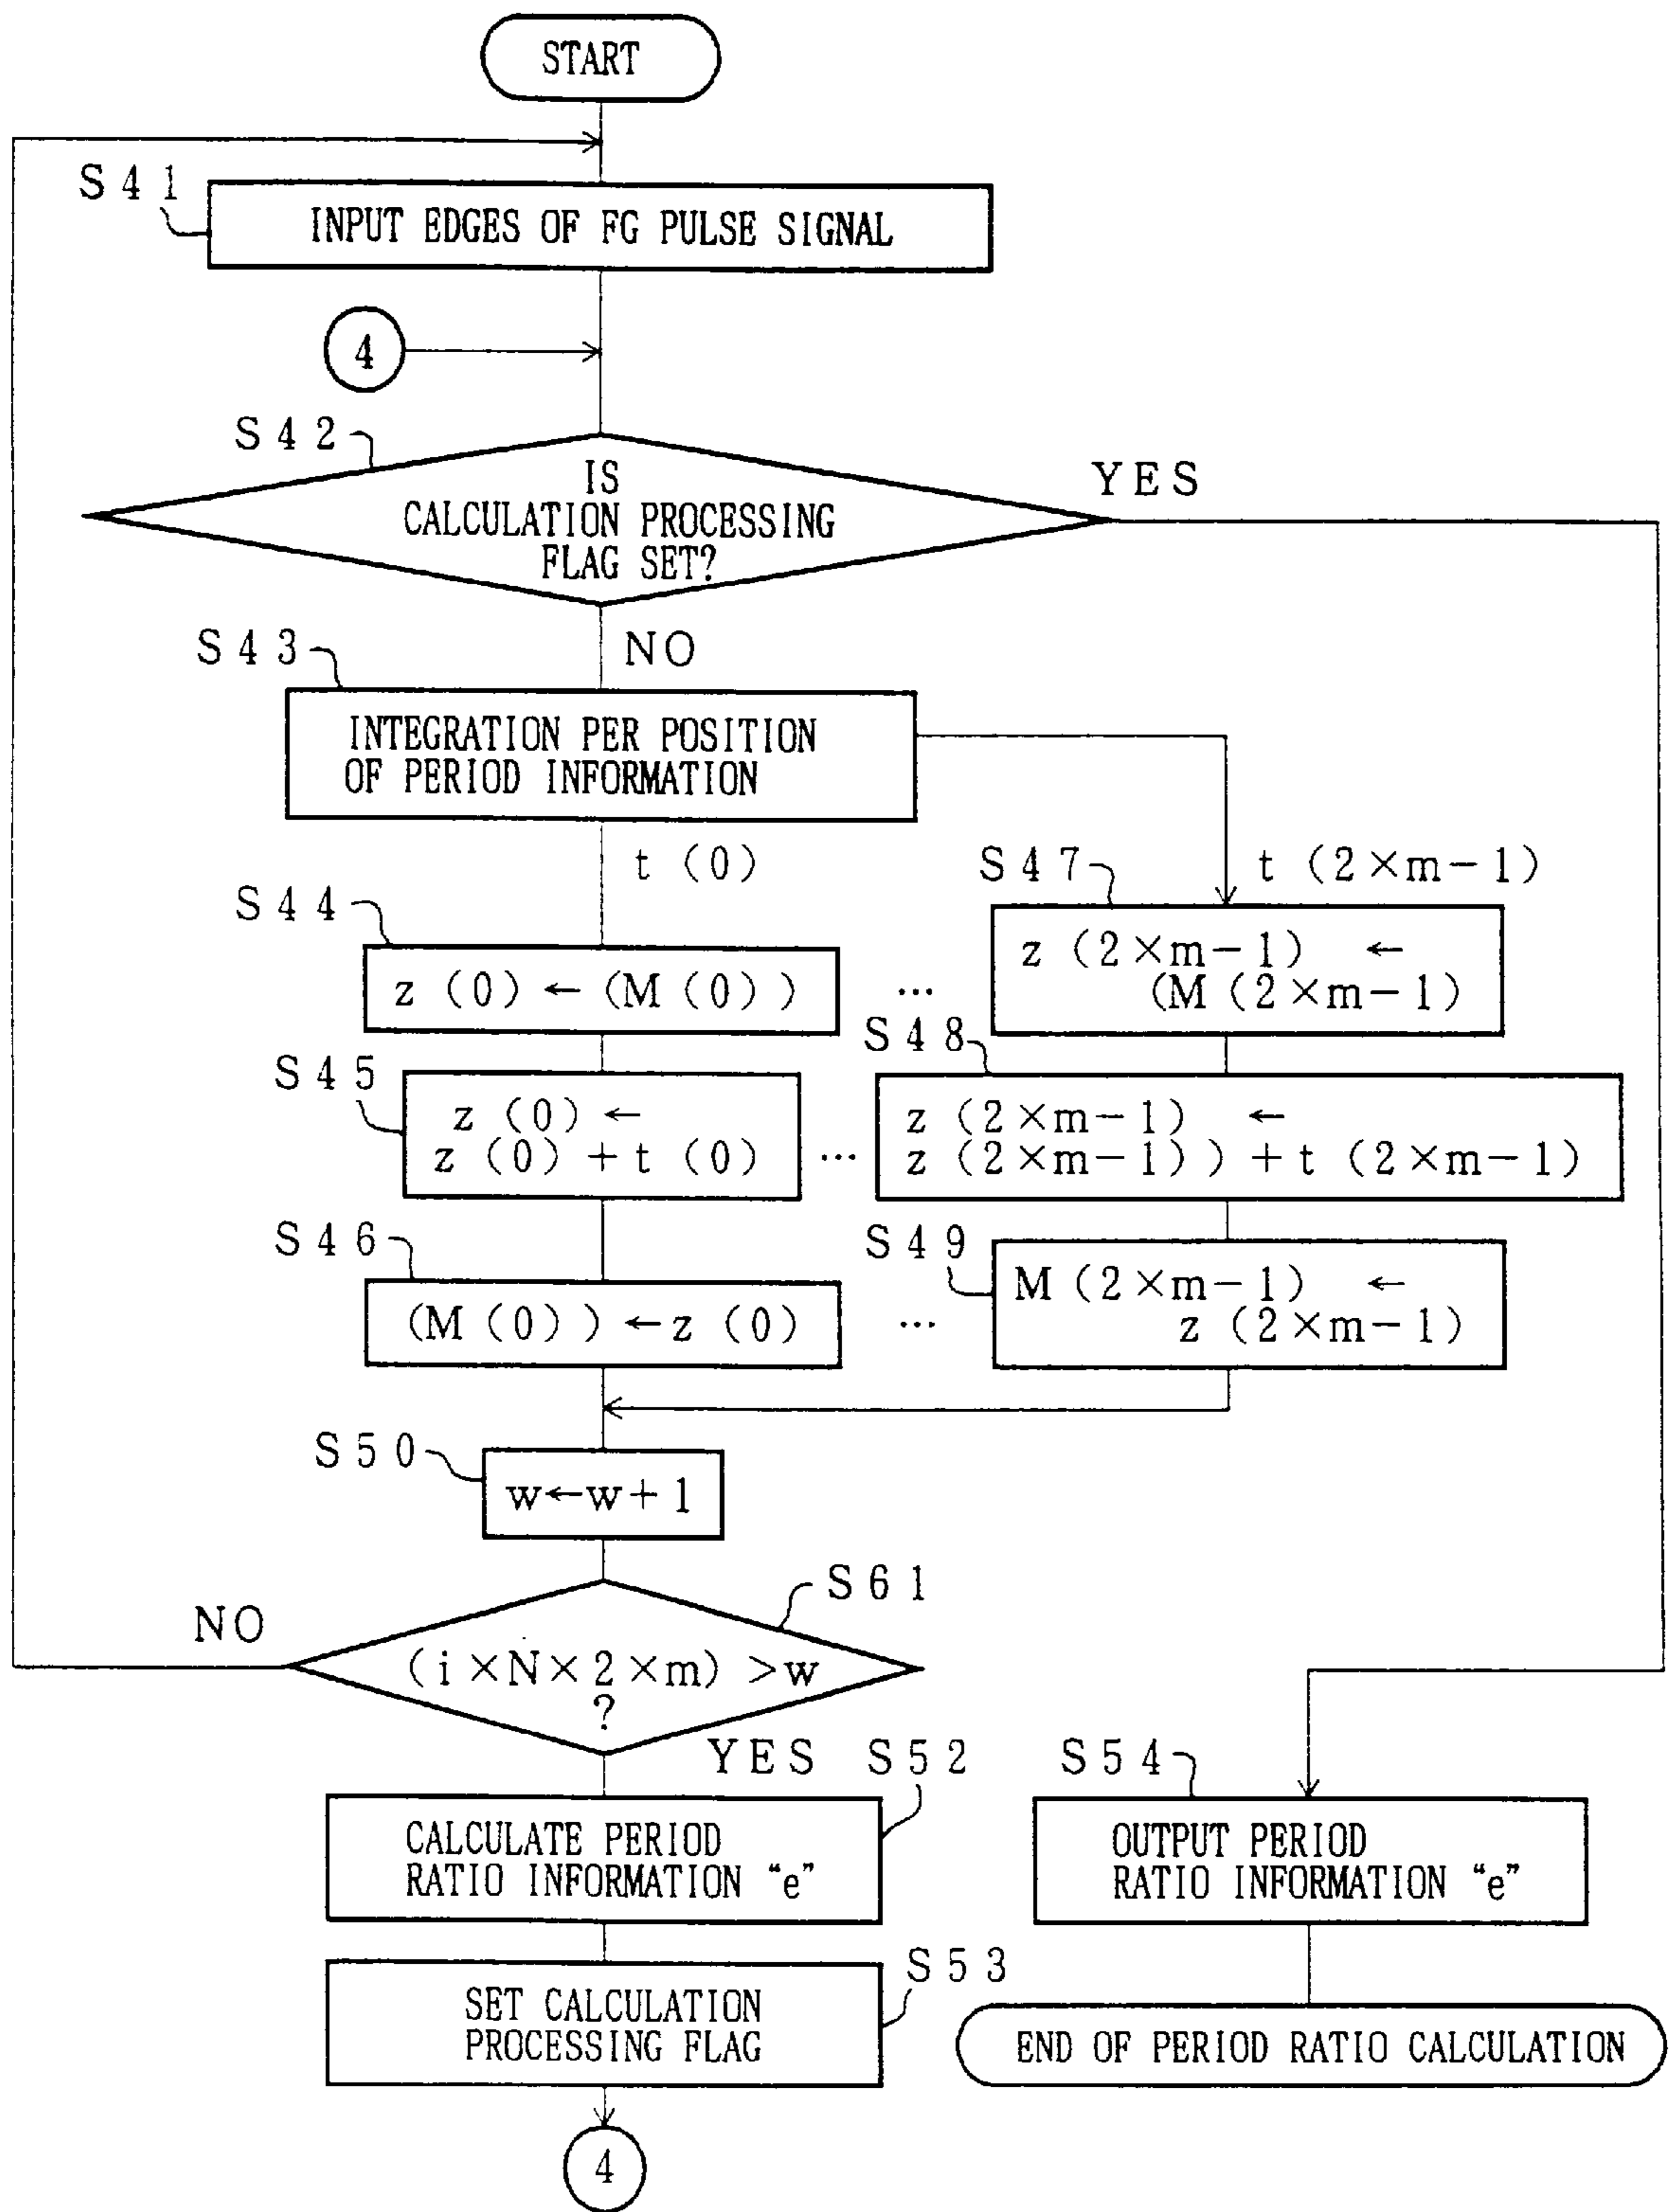 START
S41
INPUT EDGES OF FG PULSE SIGNAL
4
S42
IS
CALCULATION PROCESSING
FLAG SET?
YES
NO
S43
INTEGRATION PER POSITION
OF PERIOD INFORMATION
t (0)
S47
t (2×m-1)
S44
z (0) ← (M (0))
...
z (2×m-1) ←
(M (2×m-1)
S45
z (0) ←
z (0) + t (0)
...
S48
z (2×m-1) ←
z (2×m-1)) + t (2×m-1)
S46
(M (0)) ← z (0)
...
S49
M (2×m-1) ←
z (2×m-1)
S50
w←w+1
S61
NO
(i×N×2×m) >w
?
YES
S52
CALCULATE PERIOD
RATIO INFORMATION “e”
S54
OUTPUT PERIOD
RATIO INFORMATION “e”
S53
SET CALCULATION
PROCESSING FLAG
END OF PERIOD RATIO CALCULATION
4